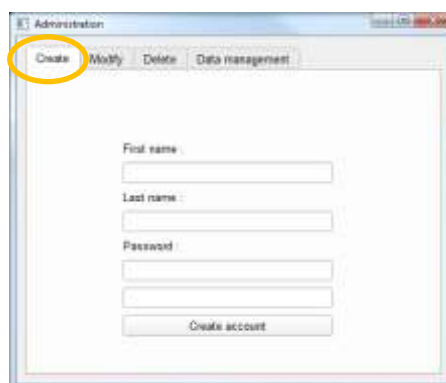 Administration
Create Modify Delete Data management
First name :
Last name :
Password :
Create account